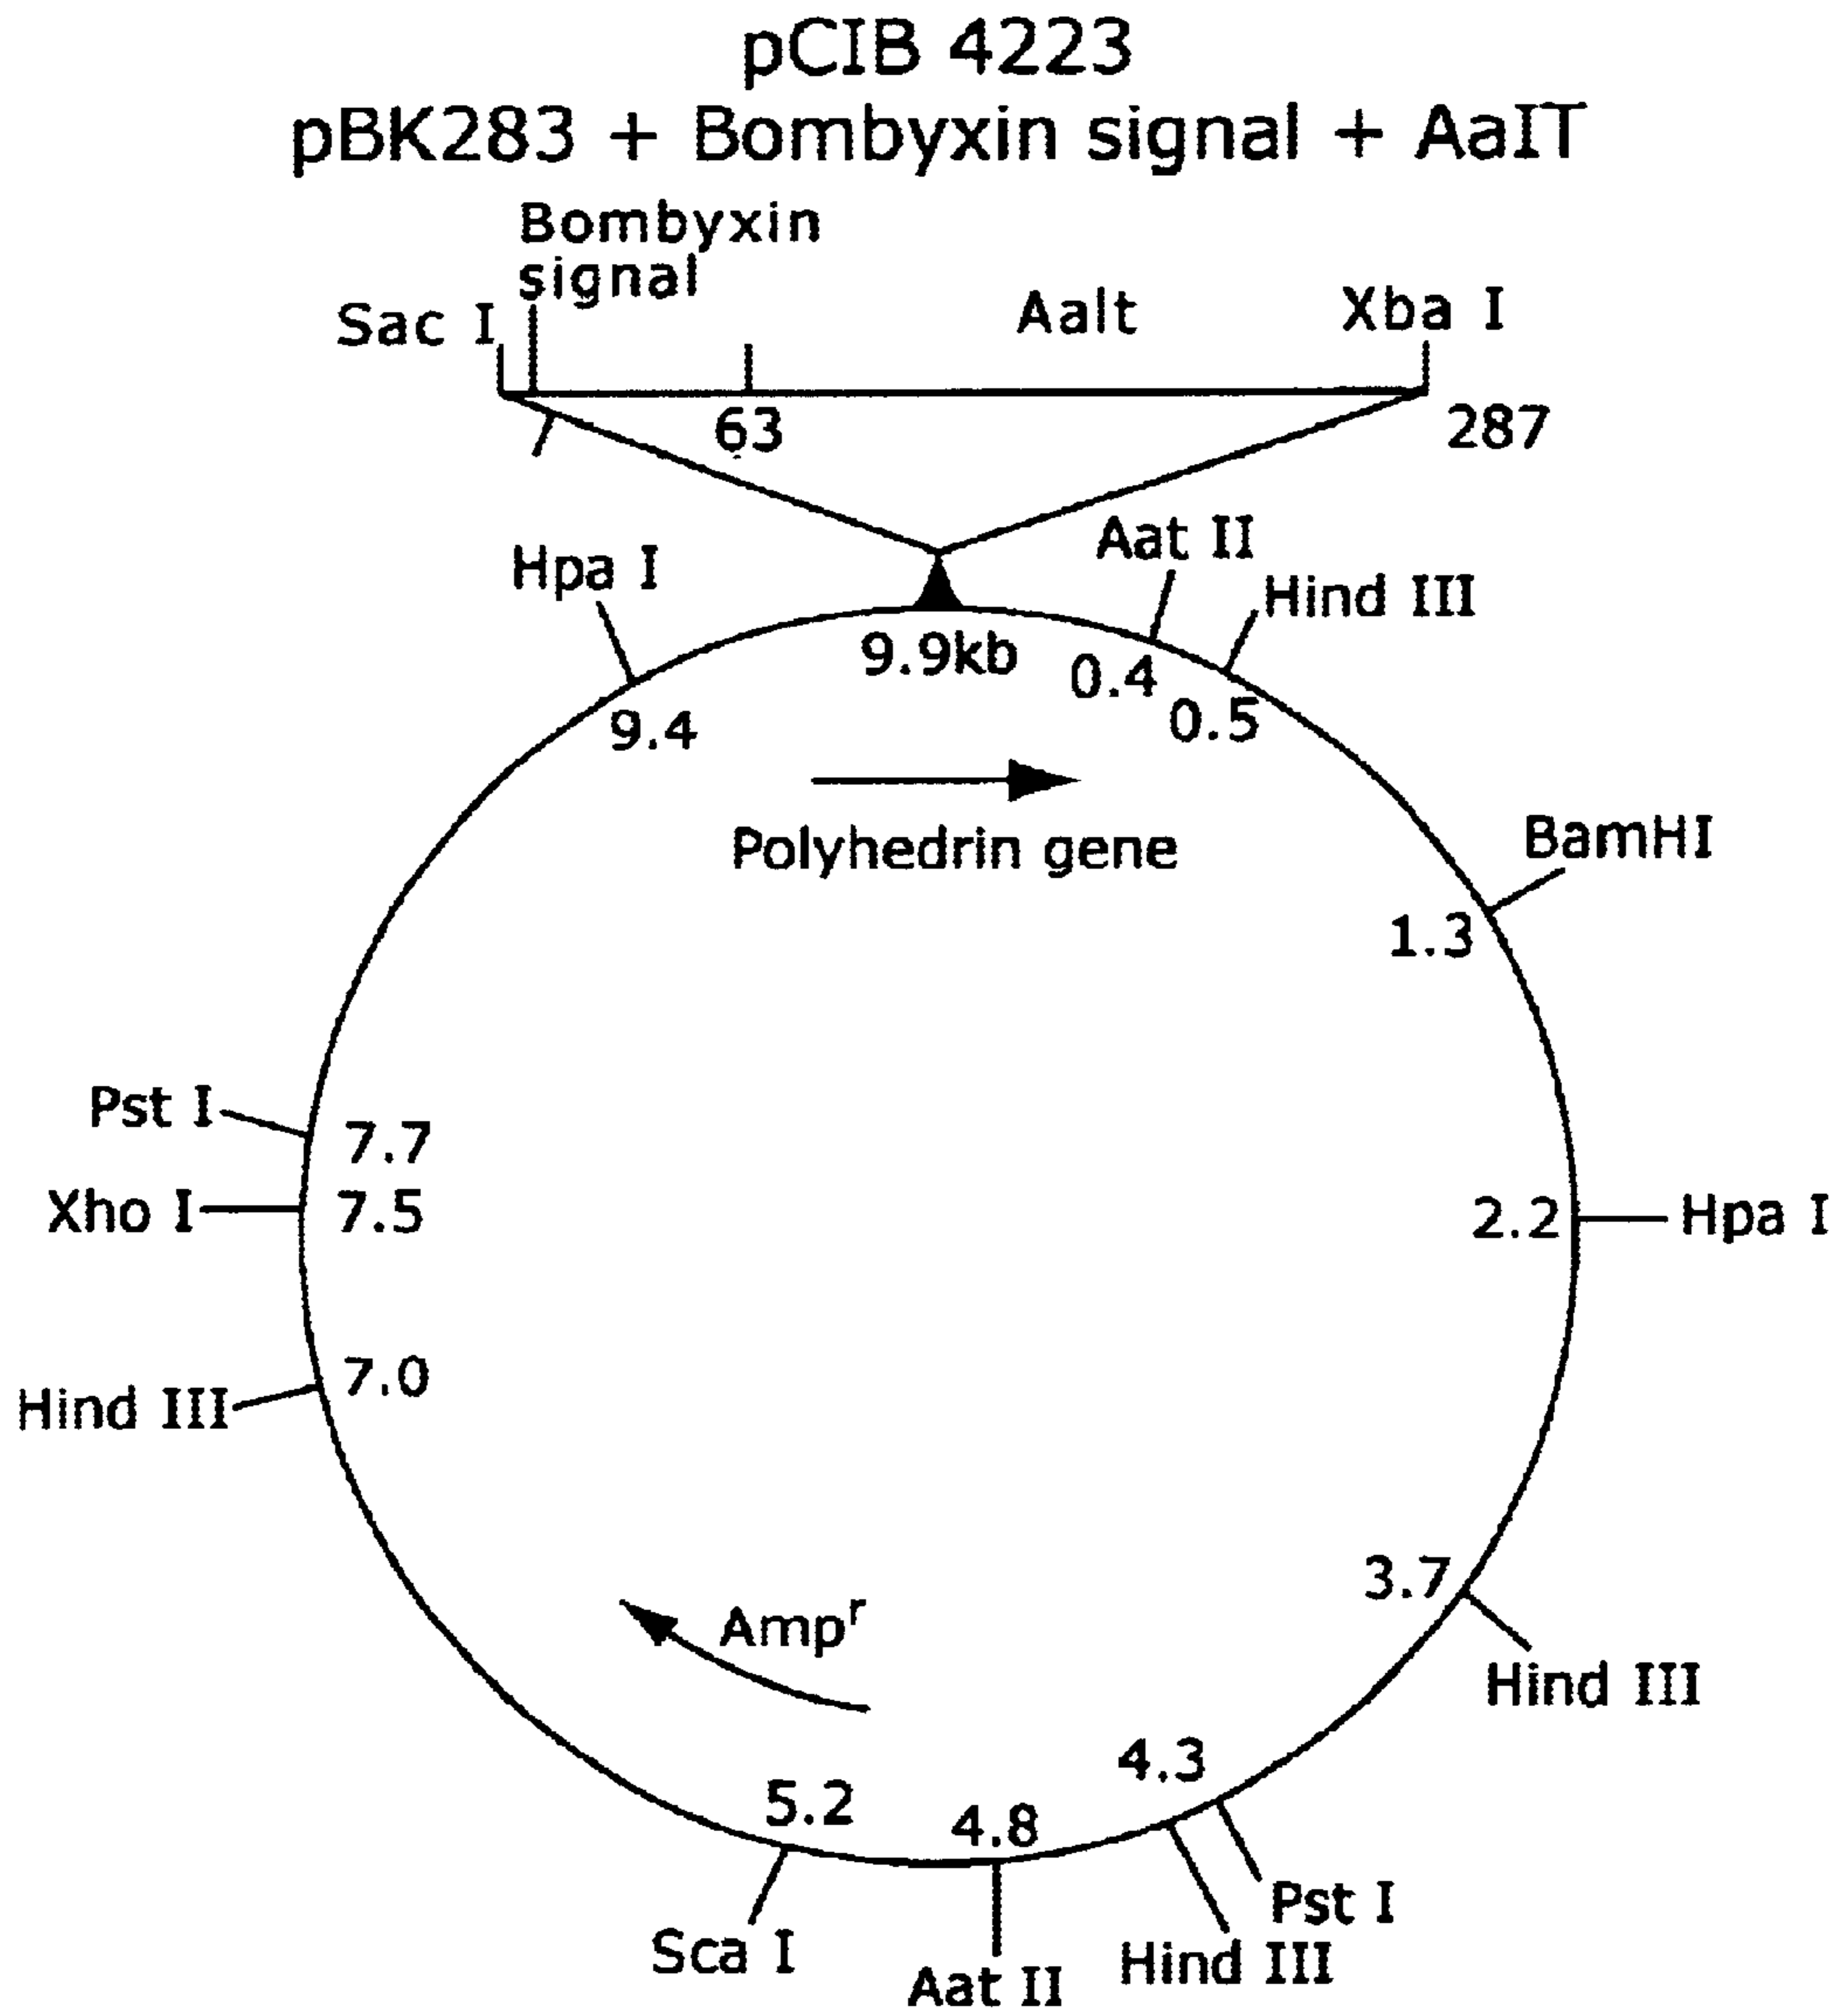 pCIB 4223
pBK283 + Bombyxin signal + AaIT
Bombyxin
signal
Sac I
Aalt
Xba I
63
287
Hpa I
Aat II
Hind III
9.9kb
0.4
0.5
9.4
Polyhedrin gene
BamHI
1.3
Pst I
7.7
Xho I
7.5
2.2
Hpa I
Hind III
7.0
3.7
Hind III
Ampʳ
4.3
5.2
4.8
Pst I
Sca I
Hind III
Aat II